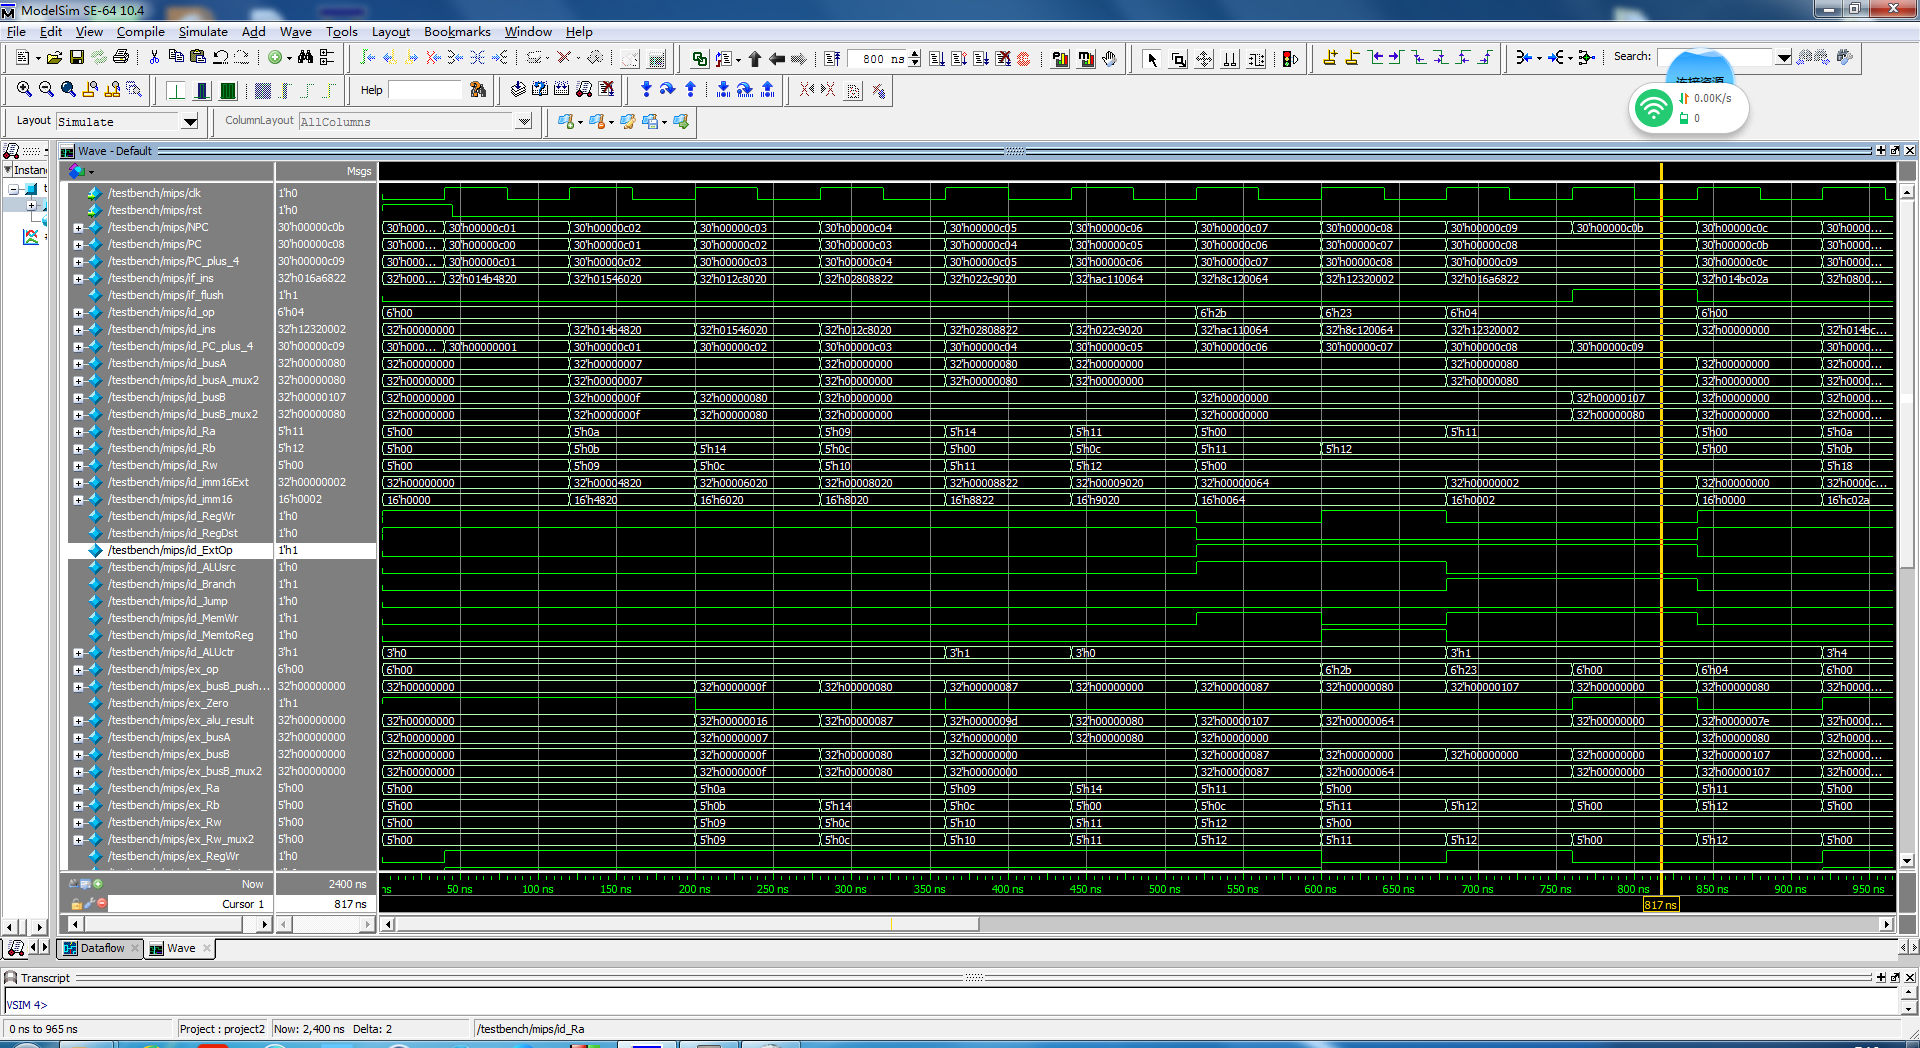 ModelSim SE-64 10.4
File Edit View Compile Simulate Add Wave Tools Layout Bookmarks Window Help
800 ns Search:
连接资源
Help
0.00K/s
0
Layout Simulate ColumnLayout AllColumns
Wave - Default
Instan
Msgs
/testbench/mips/clk 1'h0
/testbench/mips/rst 1'h0
/testbench/mips/NPC 30'h00000c0b 30'h000... 30'h00000c01 30'h00000c02 30'h00000c03 30'h00000c04 30'h00000c05 30'h00000c06 30'h00000c07 30'h00000c08 30'h00000c09 30'h00000c0b 30'h00000c0c 30'h0000...
/testbench/mips/PC 30'h00000c08 30'h000... 30'h00000c00 30'h00000c01 30'h00000c02 30'h00000c03 30'h00000c04 30'h00000c05 30'h00000c06 30'h00000c07 30'h00000c08 30'h00000c0b 30'h0000...
/testbench/mips/PC_plus_4 30'h00000c09 30'h000... 30'h00000c01 30'h00000c02 30'h00000c03 30'h00000c04 30'h00000c05 30'h00000c06 30'h00000c07 30'h00000c08 30'h00000c09 30'h00000c0c 30'h0000...
/testbench/mips/if_ins 32'h016a6822 32'h000... 32'h014b4820 32'h01546020 32'h012c8020 32'h02808822 32'h022c9020 32'hac110064 32'h8c120064 32'h12320002 32'h016a6822 32'h014bc02a 32'h0800...
/testbench/mips/if_flush 1'h1
/testbench/mips/id_op 6'h04 6'h00 6'h2b 6'h23 6'h04 6'h00
/testbench/mips/id_ins 32'h12320002 32'h00000000 32'h014b4820 32'h01546020 32'h012c8020 32'h02808822 32'h022c9020 32'hac110064 32'h8c120064 32'h12320002 32'h00000000 32'h014bc...
/testbench/mips/id_PC_plus_4 30'h00000c09 30'h000... 30'h00000001 30'h00000c01 30'h00000c02 30'h00000c03 30'h00000c04 30'h00000c05 30'h00000c06 30'h00000c07 30'h00000c08 30'h00000c09 30'h0000...
/testbench/mips/id_busA 32'h00000080 32'h00000000 32'h00000007 32'h00000000 32'h00000080 32'h00000000 32'h00000080 32'h00000000 32'h0000...
/testbench/mips/id_busA_mux2 32'h00000080 32'h00000000 32'h00000007 32'h00000000 32'h00000080 32'h00000000 32'h00000080 32'h00000000 32'h0000...
/testbench/mips/id_busB 32'h00000107 32'h00000000 32'h0000000f 32'h00000080 32'h00000000 32'h00000000 32'h00000107 32'h00000000 32'h0000...
/testbench/mips/id_busB_mux2 32'h00000080 32'h00000000 32'h0000000f 32'h00000080 32'h00000000 32'h00000000 32'h00000080 32'h00000000 32'h0000...
/testbench/mips/id_Ra 5'h11 5'h00 5'h0a 5'h09 5'h14 5'h11 5'h00 5'h11 5'h00 5'h0a
/testbench/mips/id_Rb 5'h12 5'h00 5'h0b 5'h14 5'h0c 5'h00 5'h0c 5'h11 5'h12 5'h00 5'h0b
/testbench/mips/id_Rw 5'h00 5'h00 5'h09 5'h0c 5'h10 5'h11 5'h12 5'h00 5'h18
/testbench/mips/id_imm16Ext 32'h00000002 32'h00000000 32'h00004820 32'h00006020 32'h00008020 32'h00008822 32'h00009020 32'h00000064 32'h00000002 32'h00000000 32'h0000c...
/testbench/mips/id_imm16 16'h0002 16'h0000 16'h4820 16'h6020 16'h8020 16'h8822 16'h9020 16'h0064 16'h0002 16'h0000 16'hc02a
/testbench/mips/id_RegWr 1'h0
/testbench/mips/id_RegDst 1'h0
/testbench/mips/id_ExtOp 1'h1
/testbench/mips/id_ALUsrc 1'h0
/testbench/mips/id_Branch 1'h1
/testbench/mips/id_Jump 1'h0
/testbench/mips/id_MemWr 1'h1
/testbench/mips/id_MemtoReg 1'h0
/testbench/mips/id_ALUctr 3'h1 3'h0 3'h1 3'h0 3'h1 3'h4
/testbench/mips/ex_op 6'h00 6'h00 6'h2b 6'h23 6'h00 6'h04 6'h00
/testbench/mips/ex_busB_push... 32'h00000000 32'h00000000 32'h0000000f 32'h00000080 32'h00000087 32'h00000000 32'h00000087 32'h00000080 32'h00000107 32'h00000000 32'h00000080 32'h0000...
/testbench/mips/ex_Zero 1'h1
/testbench/mips/ex_alu_result 32'h00000000 32'h00000000 32'h00000016 32'h00000087 32'h0000009d 32'h00000080 32'h00000107 32'h00000064 32'h00000000 32'h0000007e 32'h0000...
/testbench/mips/ex_busA 32'h00000000 32'h00000000 32'h00000007 32'h00000000 32'h00000080 32'h00000000 32'h00000080 32'h0000...
/testbench/mips/ex_busB 32'h00000000 32'h00000000 32'h0000000f 32'h00000080 32'h00000000 32'h00000087 32'h00000000 32'h00000000 32'h00000000 32'h00000107 32'h0000...
/testbench/mips/ex_busB_mux2 32'h00000000 32'h00000000 32'h0000000f 32'h00000080 32'h00000000 32'h00000087 32'h00000064 32'h00000000 32'h00000107 32'h0000...
/testbench/mips/ex_Ra 5'h00 5'h00 5'h0a 5'h09 5'h14 5'h11 5'h00 5'h11 5'h00
/testbench/mips/ex_Rb 5'h00 5'h00 5'h0b 5'h14 5'h0c 5'h00 5'h0c 5'h11 5'h12 5'h00 5'h12 5'h00
/testbench/mips/ex_Rw 5'h00 5'h00 5'h09 5'h0c 5'h10 5'h11 5'h12 5'h00
/testbench/mips/ex_Rw_mux2 5'h00 5'h00 5'h09 5'h0c 5'h10 5'h11 5'h12 5'h11 5'h12 5'h00 5'h12 5'h00
/testbench/mips/ex_RegWr 1'h0
Now 2400 ns ns 50 ns 100 ns 150 ns 200 ns 250 ns 300 ns 350 ns 400 ns 450 ns 500 ns 550 ns 600 ns 650 ns 700 ns 750 ns 800 ns 850 ns 900 ns 950 ns
Cursor 1 817 ns 817 ns
Dataflow Wave
Transcript
VSIM 4>
0 ns to 965 ns Project : project2 Now: 2,400 ns Delta: 2 /testbench/mips/id_Ra